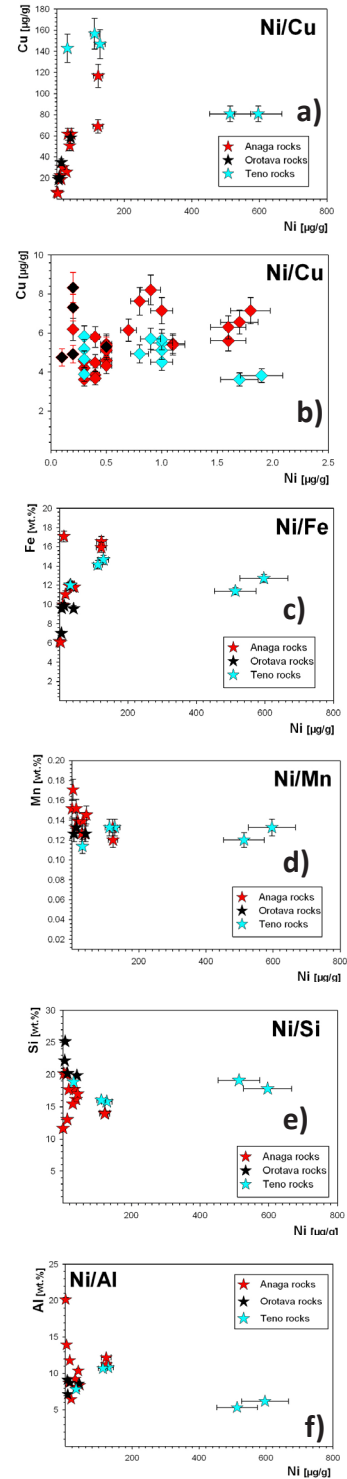 Ni/Cu
Cu [µg/g]
180
160
140
120
100
80
60
40
20
a)
Anaga rocks
Orotava rocks
Teno rocks
200
400
600
800
Ni [µg/g]
Ni/Cu
Cu [µg/g]
10
8
6
4
2
b)
0.0
0.5
1.0
1.5
2.0
2.5
Ni [µg/g]
Ni/Fe
Fe [wt.%]
20
18
16
14
12
10
8
6
4
2
c)
Anaga rocks
Orotava rocks
Teno rocks
200
400
600
800
Ni [µg/g]
Ni/Mn
Mn [wt.%]
0.20
0.18
0.16
0.14
0.12
0.10
0.08
0.06
0.04
0.02
d)
Anaga rocks
Orotava rocks
Teno rocks
200
400
600
800
Ni [µg/g]
Ni/Si
Si [wt.%]
30
25
20
15
10
5
e)
Anaga rocks
Orotava rocks
Teno rocks
200
400
600
800
Ni [µg/g]
Ni/Al
Al [wt.%]
25
20
15
10
5
Anaga rocks
Orotava rocks
Teno rocks
f)
200
400
600
800
Ni [µg/g]